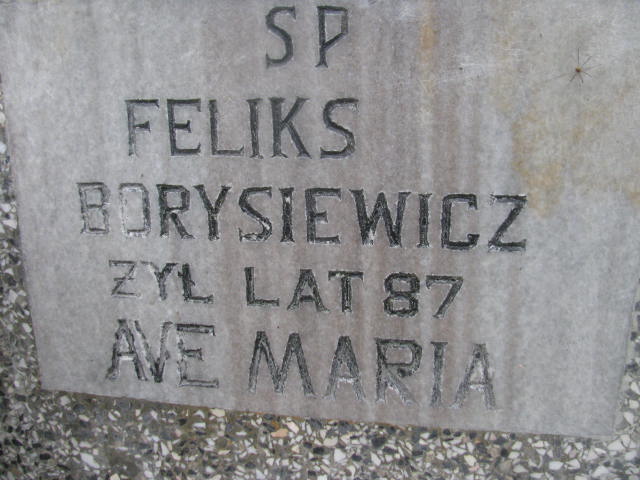 SP
FELIKS
BORYSIEWICZ
ŻYŁ LAT 87
AVE MARIA